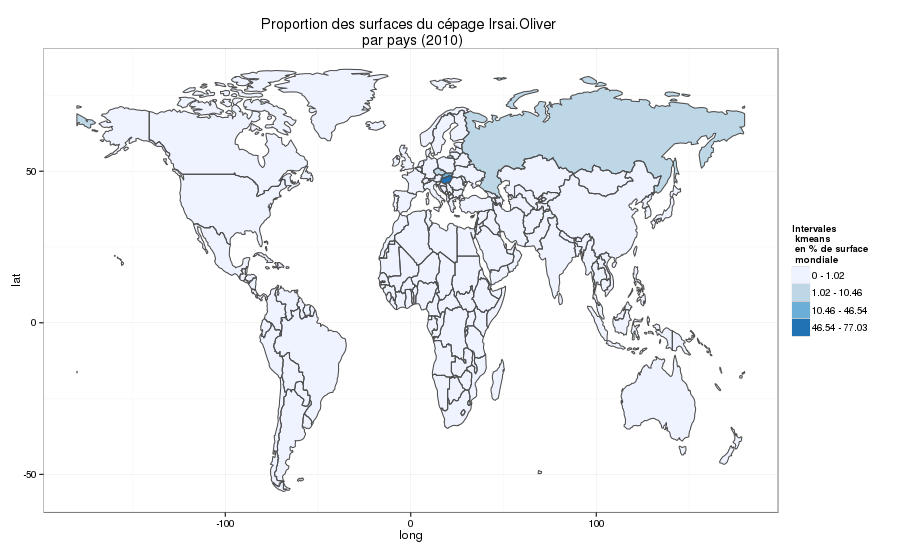 Proportion des surfaces du cépage Irsai.Oliver
par pays (2010)
50
0
-50
lat
-100
0
100
long
Intervales
kmeans
en % de surface
mondiale
0 - 1.02
1.02 - 10.46
10.46 - 46.54
46.54 - 77.03